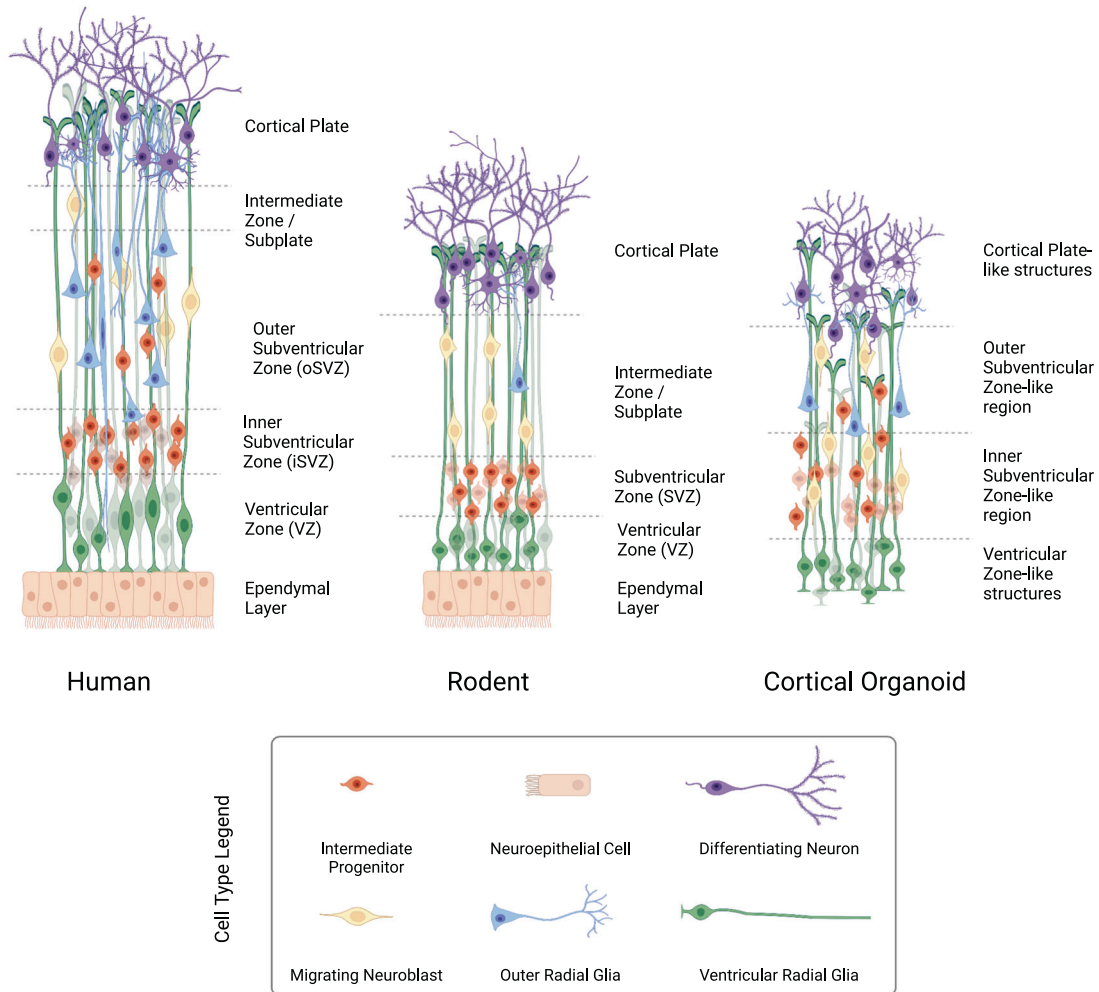 Cortical Plate
Intermediate
Zone /
Subplate
Outer
Subventricular
Zone (oSVZ)
Inner
Subventricular
Zone (iSVZ)
Ventricular
Zone (VZ)
Ependymal
Layer
Human
Cortical Plate
Intermediate Zone /
Subplate
Subventricular
Zone (SVZ)
Ventricular
Zone (VZ)
Ependymal
Layer
Rodent
Cortical Plate-
like structures
Outer
Subventricular
Zone-like
region
Inner
Subventricular
Zone-like
region
Ventricular
Zone-like
structures
Cortical Organoid
Cell Type Legend
Intermediate
Progenitor
Neuroepithelial Cell
Differentiating Neuron
Migrating Neuroblast
Outer Radial Glia
Ventricular Radial Glia